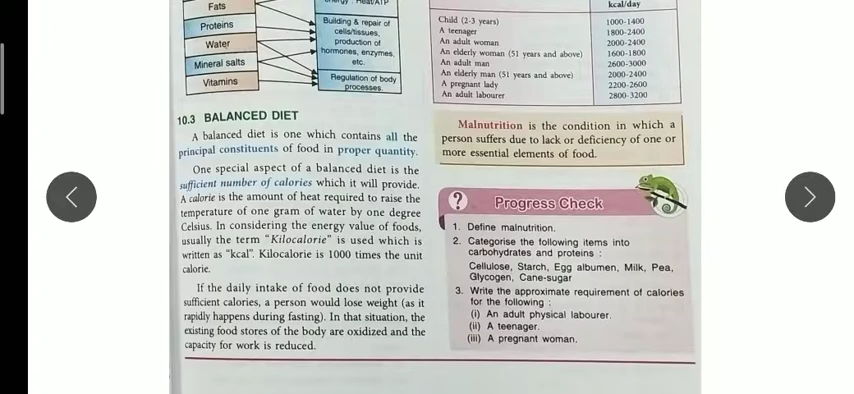 Fats
Proteins
Water
Mineral salts
Vitamins
energy : Heat/ATP
Building & repair of
cells/tissues,
production of
hormones, enzymes,
etc.
Regulation of body
processes.
kcal/day
Child (2-3 years) 1000-1400
A teenager 1800-2400
An adult woman 2000-2400
An elderly woman (51 years and above) 1600-1800
An adult man 2600-3000
An elderly man (51 years and above) 2000-2400
A pregnant lady 2200-2600
An adult labourer 2800-3200
10.3 BALANCED DIET
A balanced diet is one which contains all the
principal constituents of food in proper quantity.
One special aspect of a balanced diet is the
sufficient number of calories which it will provide.
A calorie is the amount of heat required to raise the
temperature of one gram of water by one degree
Celsius. In considering the energy value of foods,
usually the term "Kilocalorie" is used which is
written as "kcal". Kilocalorie is 1000 times the unit
calorie.
If the daily intake of food does not provide
sufficient calories, a person would lose weight (as it
rapidly happens during fasting). In that situation, the
existing food stores of the body are oxidized and the
capacity for work is reduced.
Malnutrition is the condition in which a
person suffers due to lack or deficiency of one or
more essential elements of food.
? Progress Check
1. Define malnutrition.
2. Categorise the following items into
carbohydrates and proteins :
Cellulose, Starch, Egg albumen, Milk, Pea,
Glycogen, Cane-sugar
3. Write the approximate requirement of calories
for the following :
(i) An adult physical labourer.
(ii) A teenager.
(iii) A pregnant woman.